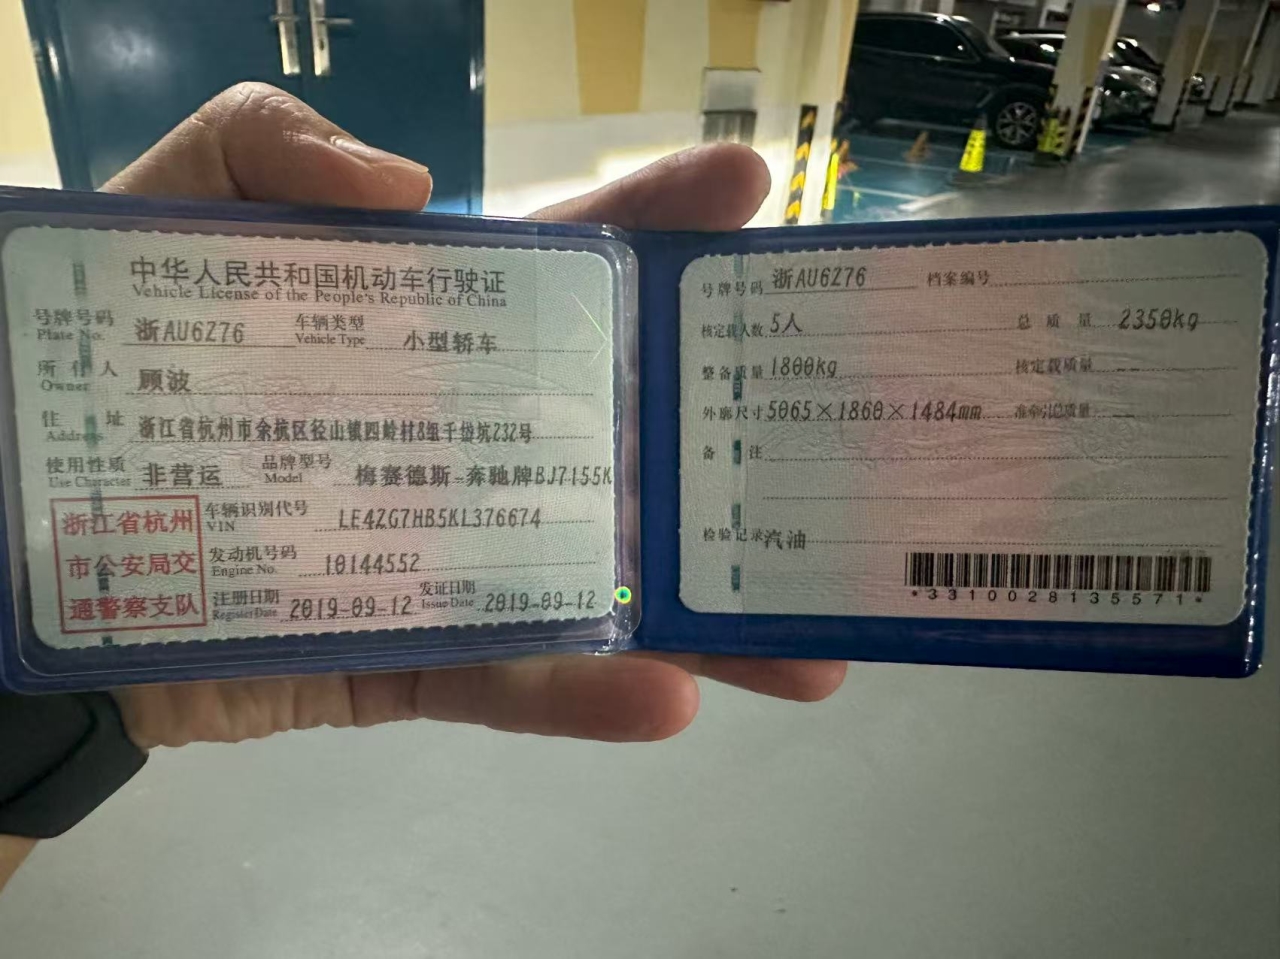 中华人民共和国机动车行驶证
Vehicle License of the People's Republic of China
号牌号码 浙AU6Z76 车辆类型 小型轿车
Plate No. Vehicle Type
所有人 顾波
Owner
住址 浙江省杭州市余杭区径山镇四岭村8组千岱坑232号
Address
使用性质 非营运 品牌型号 梅赛德斯-奔驰牌BJ7155K
Use Character Model
浙江省杭州
市公安局交
通警察支队
车辆识别代号 LE4ZG7HB5KL376674
VIN
发动机号码 10144552
Engine No.
注册日期 2019-09-12 发证日期 2019-09-12
Register Date Issue Date
号牌号码 浙AU6Z76 档案编号
核定载人数 5人 总质量 2350kg
整备质量 1800kg 核定载质量 --
外廓尺寸 5065×1860×1484mm 准牵引总质量 --
备注
检验记录 汽油
*3310028135571*